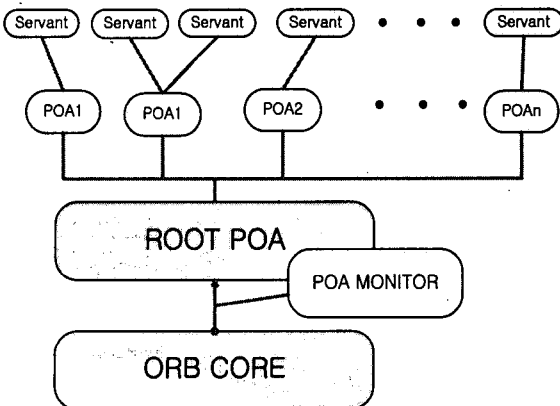 Servant Servant Servant Servant Servant
POA1 POA1 POA2 POAn
ROOT POA
POA MONITOR
ORB CORE